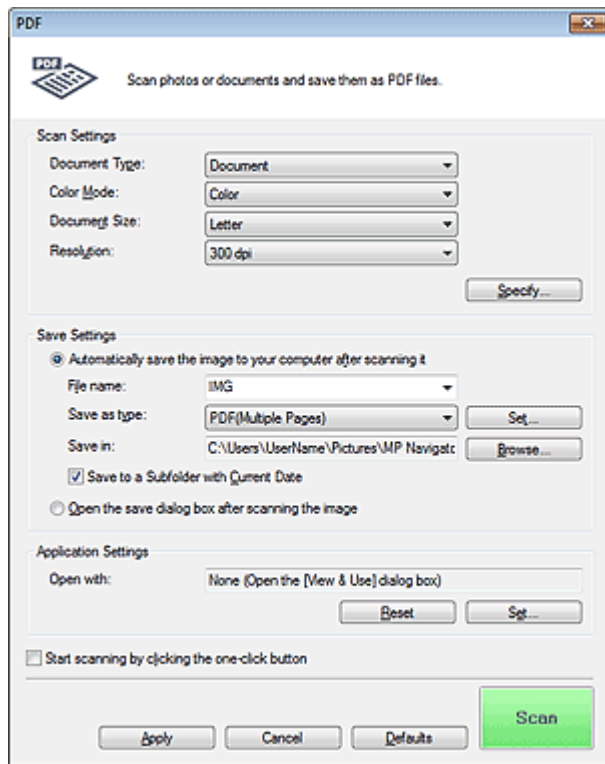 PDF
PDF
Scan photos or documents and save them as PDF files.
Scan Settings
Document Type:
Document
Color Mode:
Color
Document Size:
Letter
Resolution:
300 dpi
Specify...
Save Settings
Automatically save the image to your computer after scanning it
File name:
IMG
Save as type:
PDF(Multiple Pages)
Set...
Save in:
C:\Users\UserName\Pictures\MP Navigatc
Browse...
Save to a Subfolder with Current Date
Open the save dialog box after scanning the image
Application Settings
Open with:
None (Open the [View & Use] dialog box)
Reset
Set...
Start scanning by clicking the one-click button
Scan
Apply
Cancel
Defaults